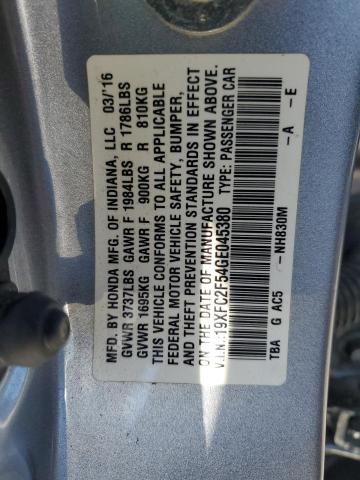 MFD. BY HONDA MFG. OF INDIANA, LLC 03/'16
GVWR 3737LBS GAWR F 1984LBS R 1786LBS
GVWR 1695KG GAWR F 900KG R 810KG
THIS VEHICLE CONFORMS TO ALL APPLICABLE
FEDERAL MOTOR VEHICLE SAFETY, BUMPER,
AND THEFT PREVENTION STANDARDS IN EFFECT
ON THE DATE OF MANUFACTURE SHOWN ABOVE.
V.I.N.:19XFC2F54GE045380 TYPE: PASSENGER CAR
TBA G AC5 -NH830M -A -E